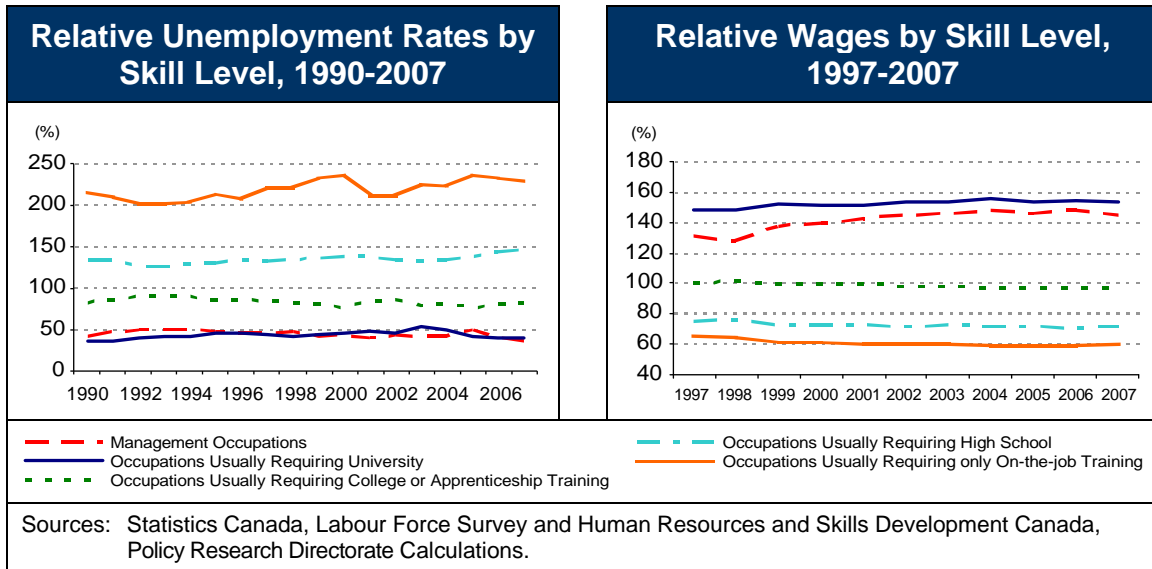 Relative Unemployment Rates by
Skill Level, 1990-2007
(%)
250
200
150
100
50
0
1990 1992 1994 1996 1998 2000 2002 2004 2006
Relative Wages by Skill Level,
1997-2007
(%)
180
160
140
120
100
80
60
40
1997 1998 1999 2000 2001 2002 2003 2004 2005 2006 2007
Management Occupations
Occupations Usually Requiring University
Occupations Usually Requiring College or Apprenticeship Training
Occupations Usually Requiring High School
Occupations Usually Requiring only On-the-job Training
Sources: Statistics Canada, Labour Force Survey and Human Resources and Skills Development Canada,
Policy Research Directorate Calculations.